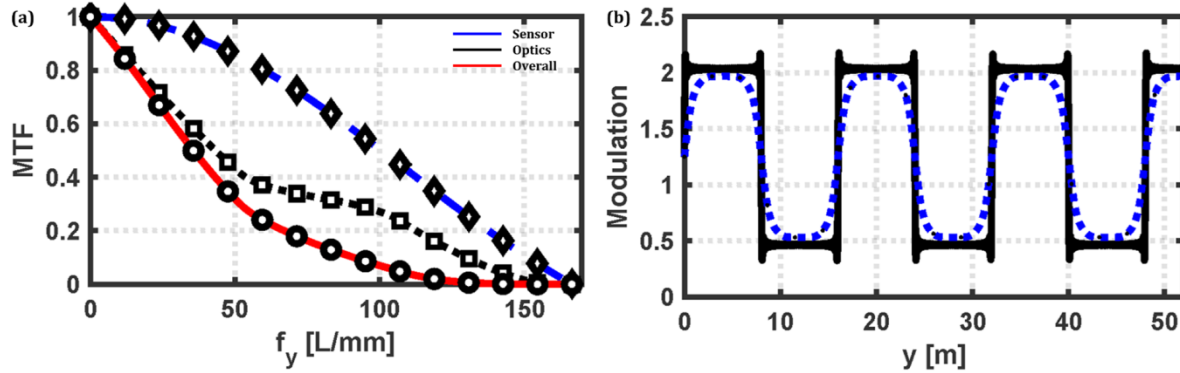 (a)
MTF
1
0.8
0.6
0.4
0.2
0
0 50 100 150
f_y [L/mm]
Sensor
Optics
Overall
(b)
Modulation
2.5
2
1.5
1
0.5
0
0 10 20 30 40 50
y [m]